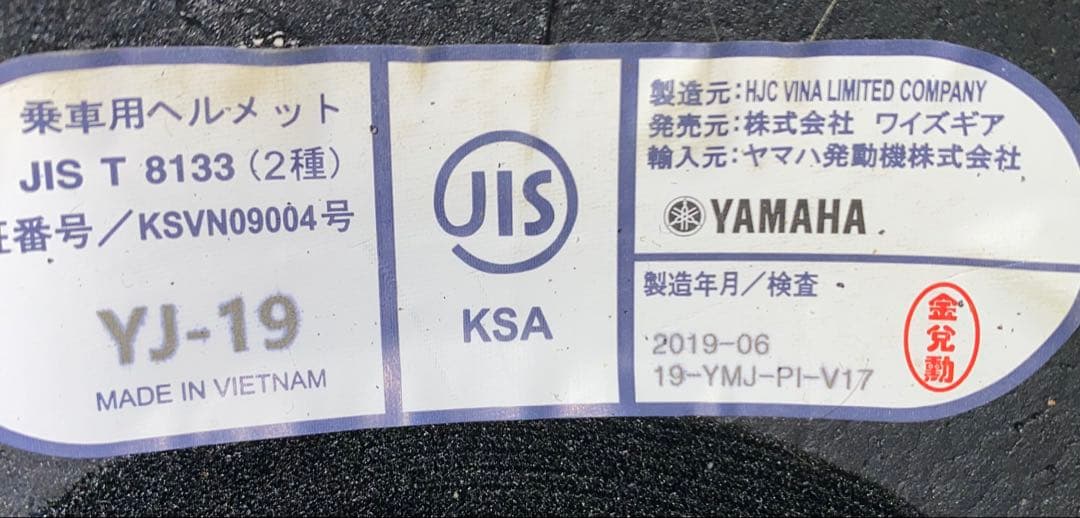 乗車用ヘルメット
JIS T 8133(2種)
証番号/KSVN09004号
YJ-19
MADE IN VIETNAM
JIS
KSA
製造元:HJC VINA LIMITED COMPANY
発売元:株式会社 ワイズギア
輸入元:ヤマハ発動機株式会社
YAMAHA
製造年月/検査
2019-06
19-YMJ-PI-V17
金兌勳